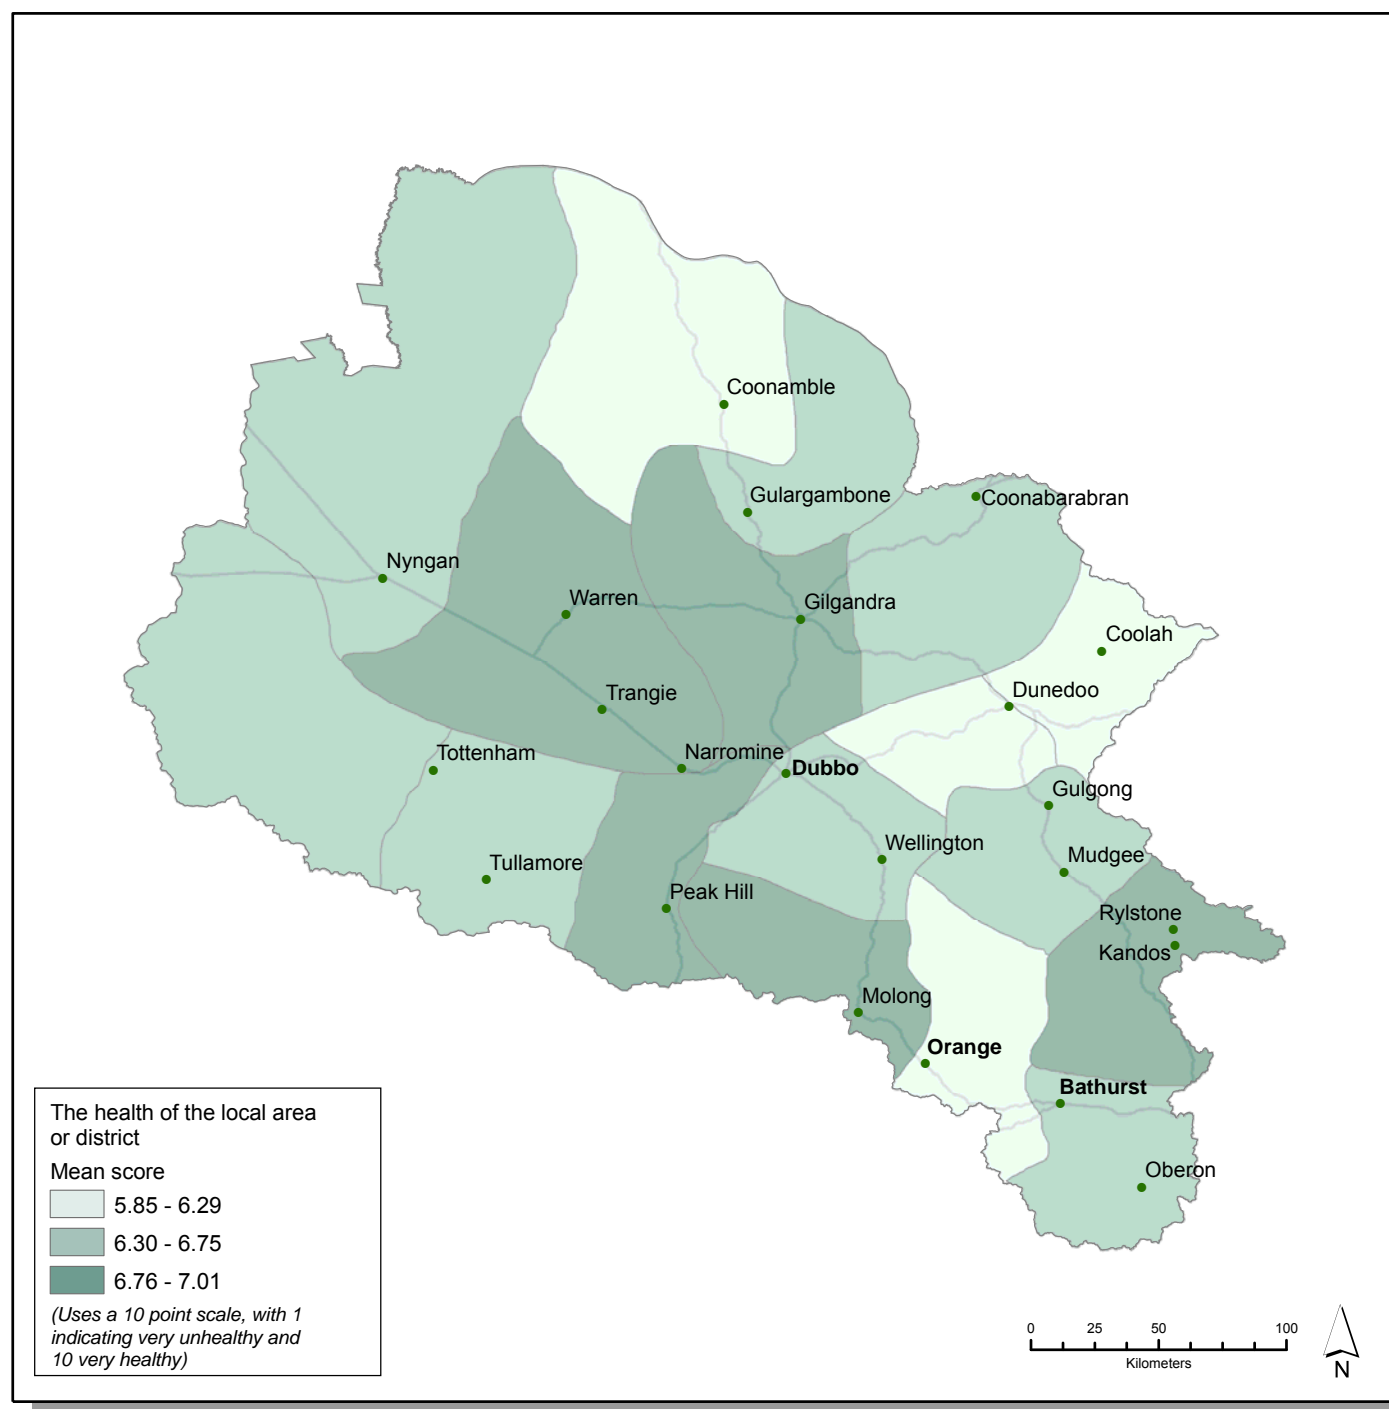 Coonamble
Gulargambone
Coonabarabran
Nyngan
Warren
Gilgandra
Coolah
Trangie
Dunedoo
Tottenham
Narromine
Dubbo
Gulgong
Wellington
Mudgee
Tullamore
Peak Hill
Rylstone
Kandos
Molong
Orange
Bathurst
Oberon
The health of the local area
or district
Mean score
5.85 - 6.29
6.30 - 6.75
6.76 - 7.01
(Uses a 10 point scale, with 1
indicating very unhealthy and
10 very healthy)
0 25 50 100
Kilometers
N